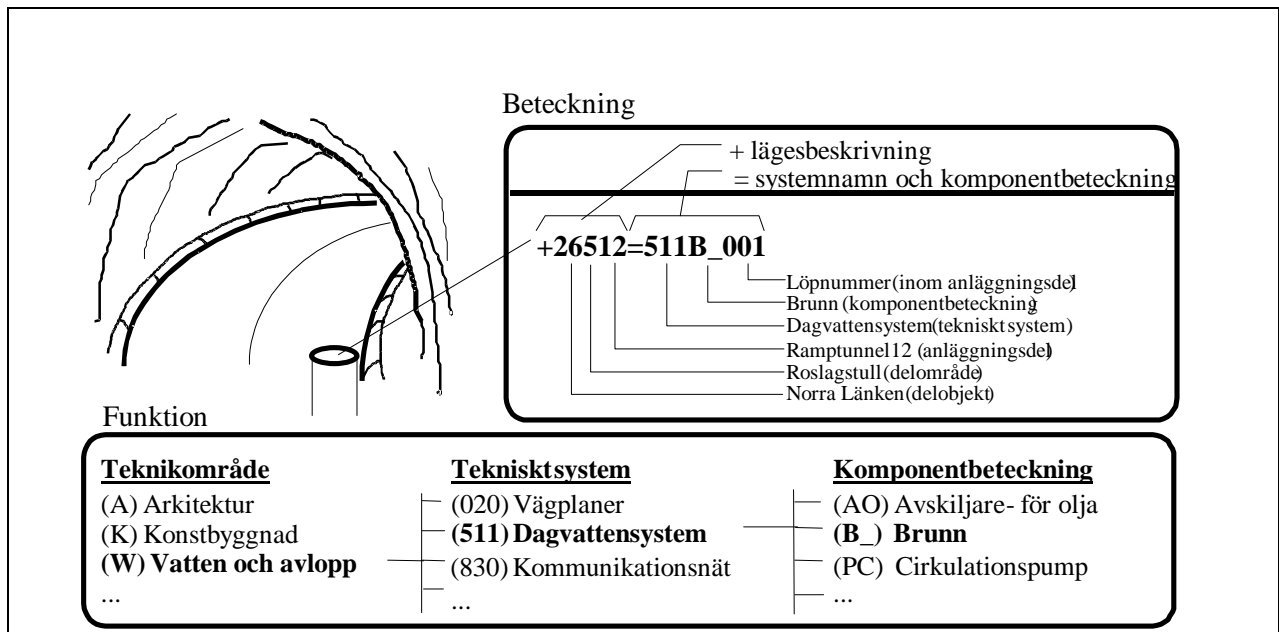 Beteckning
+ lägesbeskrivning
= systemnamn och komponentbeteckning
+26512=511B_001
Löpnummer (inom anläggningsdel)
Brunn (komponentbeteckning)
Dagvattensystem (tekniskt system)
Ramptunnel 12 (anläggningsdel)
Roslagstull (delområde)
Norra Länken (delobjekt)
Funktion
Teknikområde Tekniskt system Komponentbeteckning
(A) Arkitektur (020) Vägplaner (AO) Avskiljare- för olja
(K) Konstbyggnad (511) Dagvattensystem (B_) Brunn
(W) Vatten och avlopp (830) Kommunikationsnät (PC) Cirkulationspump
... ... ...